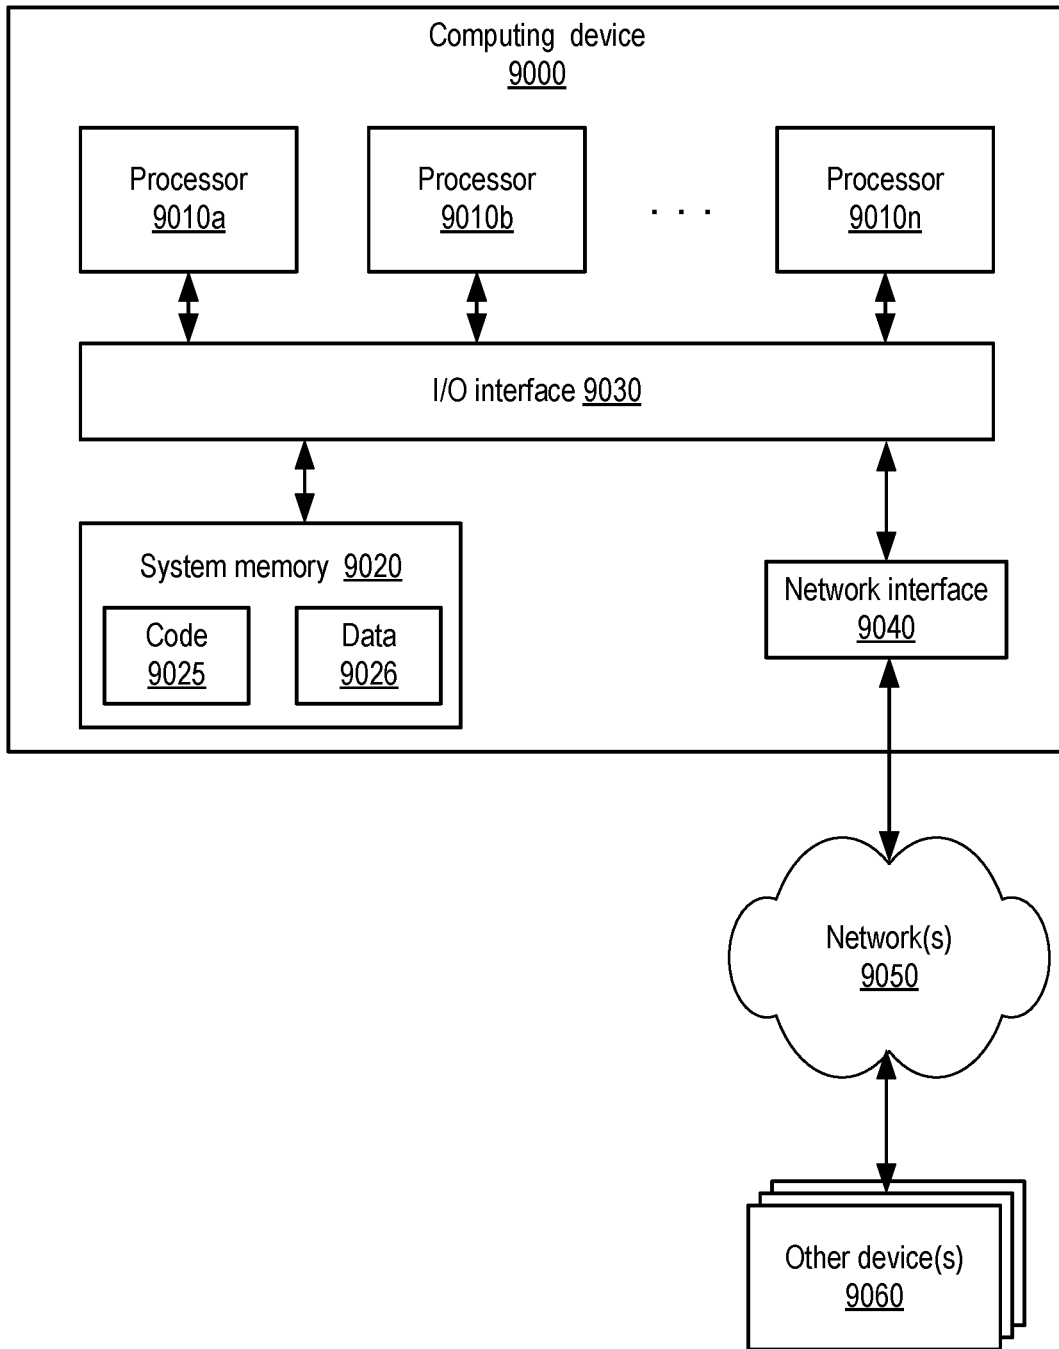 Computing device
9000
Processor
9010a
Processor
9010b
. . .
Processor
9010n
I/O interface 9030
System memory 9020
Code
9025
Data
9026
Network interface
9040
Network(s)
9050
Other device(s)
9060